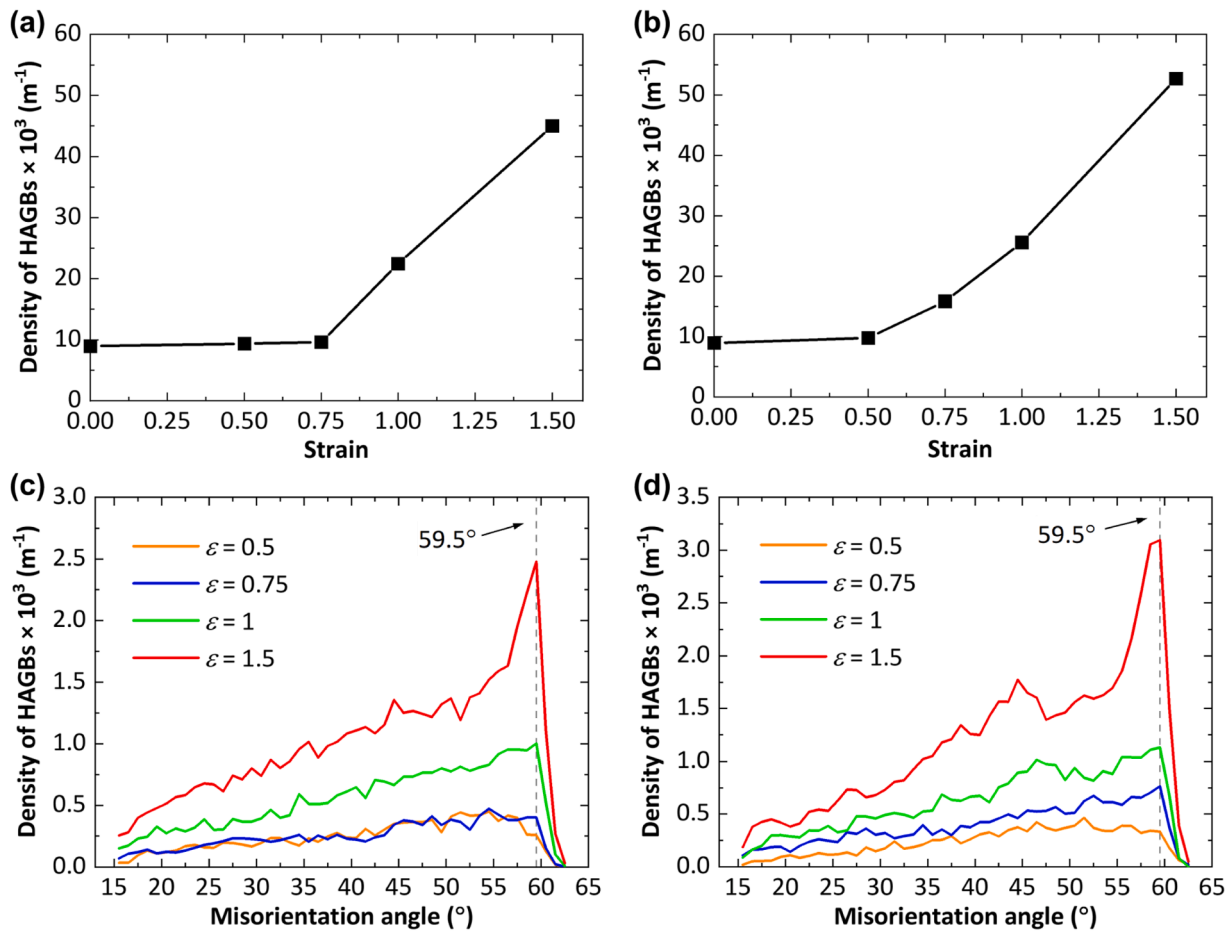 (a)
60
50
40
30
20
10
0
Density of HAGBs × 10³ (m⁻¹)
0.00 0.25 0.50 0.75 1.00 1.25 1.50
Strain
(b)
60
50
40
30
20
10
0
Density of HAGBs × 10³ (m⁻¹)
0.00 0.25 0.50 0.75 1.00 1.25 1.50
Strain
(c)
3.0
2.5
2.0
1.5
1.0
0.5
0.0
Density of HAGBs × 10³ (m⁻¹)
59.5°
ε = 0.5
ε = 0.75
ε = 1
ε = 1.5
15 20 25 30 35 40 45 50 55 60 65
Misorientation angle (°)
(d)
3.5
3.0
2.5
2.0
1.5
1.0
0.5
0.0
Density of HAGBs × 10³ (m⁻¹)
59.5°
ε = 0.5
ε = 0.75
ε = 1
ε = 1.5
15 20 25 30 35 40 45 50 55 60 65
Misorientation angle (°)